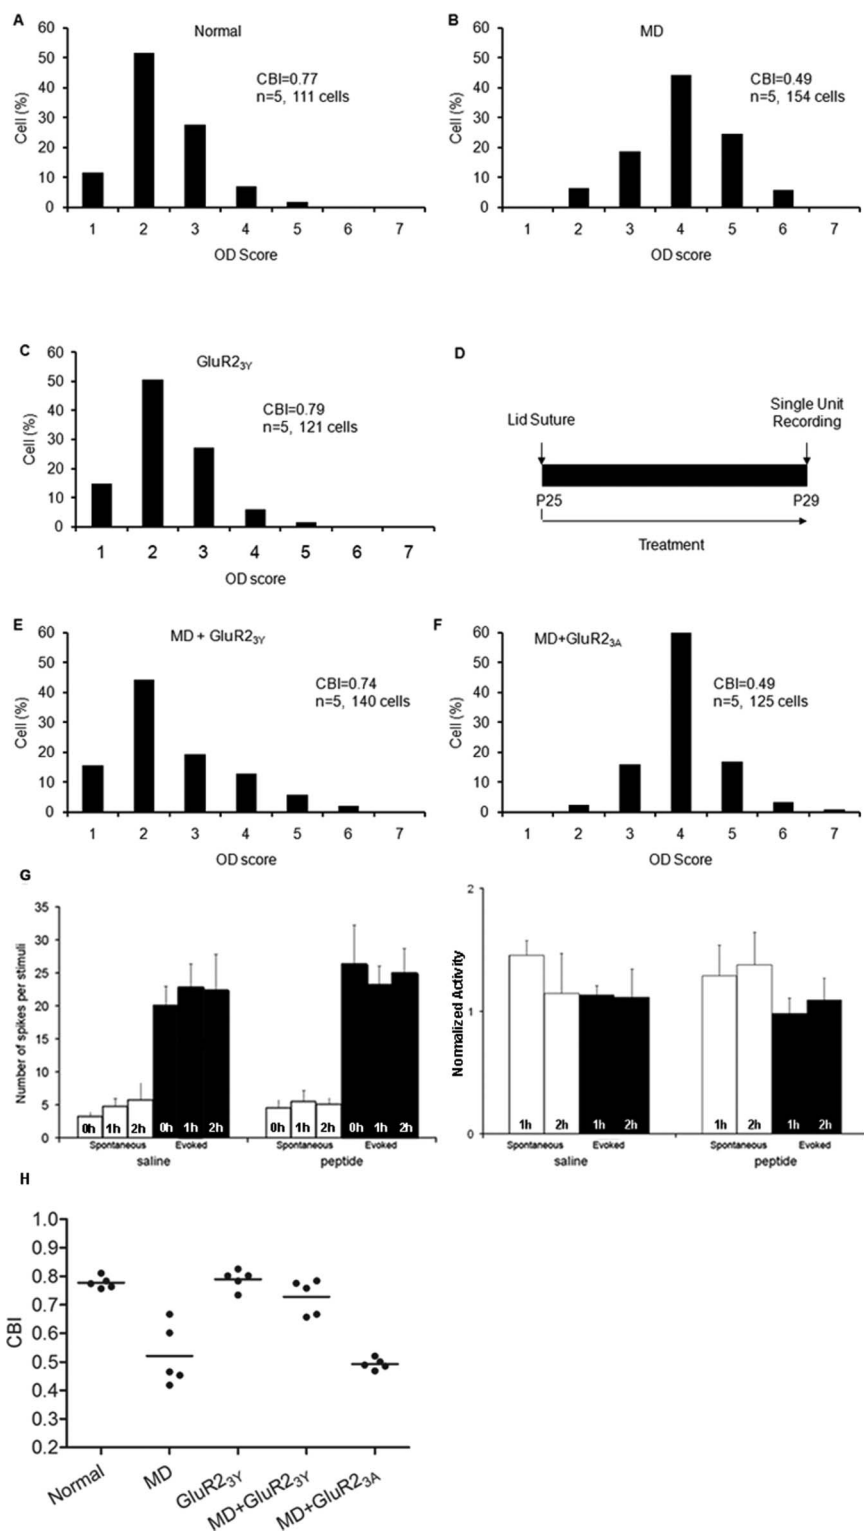 A
Normal
CBI=0.77
n=5, 111 cells
Cell (%)
60
50
40
30
20
10
0
1 2 3 4 5 6 7
OD Score
B
MD
CBI=0.49
n=5, 154 cells
Cell (%)
60
50
40
30
20
10
0
1 2 3 4 5 6 7
OD score
C
GluR23Y
CBI=0.79
n=5, 121 cells
Cell (%)
60
50
40
30
20
10
0
1 2 3 4 5 6 7
OD score
D
Lid Suture
Single Unit
Recording
P25
P29
Treatment
E
MD + GluR23Y
CBI=0.74
n=5, 140 cells
Cell (%)
60
50
40
30
20
10
0
1 2 3 4 5 6 7
OD score
F
MD+GluR23A
CBI=0.49
n=5, 125 cells
Cell (%)
60
50
40
30
20
10
0
1 2 3 4 5 6 7
OD Score
G
Number of spikes per stimuli
35
30
25
20
15
10
5
0
0h 1h 2h 0h 1h 2h 0h 1h 2h 0h 1h 2h
Spontaneous Evoked Spontaneous Evoked
saline peptide
Normalized Activity
2
1
0
1h 2h 1h 2h 1h 2h 1h 2h
Spontaneous Evoked Spontaneous Evoked
saline peptide
H
CBI
1.0
0.9
0.8
0.7
0.6
0.5
0.4
0.3
0.2
Normal
MD
GluR23Y
MD+GluR23Y
MD+GluR23A